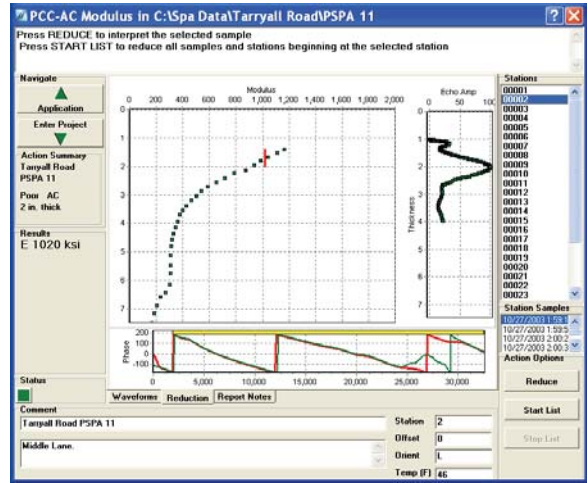 PCC-AC Modulus in C:\Spa Data\Tarryall Road\PSPA 11
Press REDUCE to interpret the selected sample
Press START LIST to reduce all samples and stations beginning at the selected station
Navigate
Application
Enter Project
Action Summary
Tarryall Road
PSPA 11
Poor AC
2 in. thick
Results
E 1020 ksi
Status
Modulus
0 200 400 600 800 1,000 1,200 1,400 1,600 1,800 2,000
0
1
2
3
4
5
6
7
Echo Amp
0 50 100
0
1
2
3
4
6
7
Thickness
Phase
200
100
0
-100
0 5,000 10,000 15,000 20,000 25,000 30,000
Waveforms Reduction Report Notes
Stations
00001
00002
00003
00004
00005
00006
00007
00008
00009
00010
00011
00012
00013
00014
00015
00016
00017
00018
00019
00020
00021
00022
00023
Station Samples
10/27/2003 1:59:1
10/27/2003 1:59:5
10/27/2003 2:00:2
10/27/2003 2:00:3
Action Options
Reduce
Start List
Stop List
Comment
Tarryall Road PSPA 11
Middle Lane.
Station 2
Offset 0
Orient L
Temp (F) 46